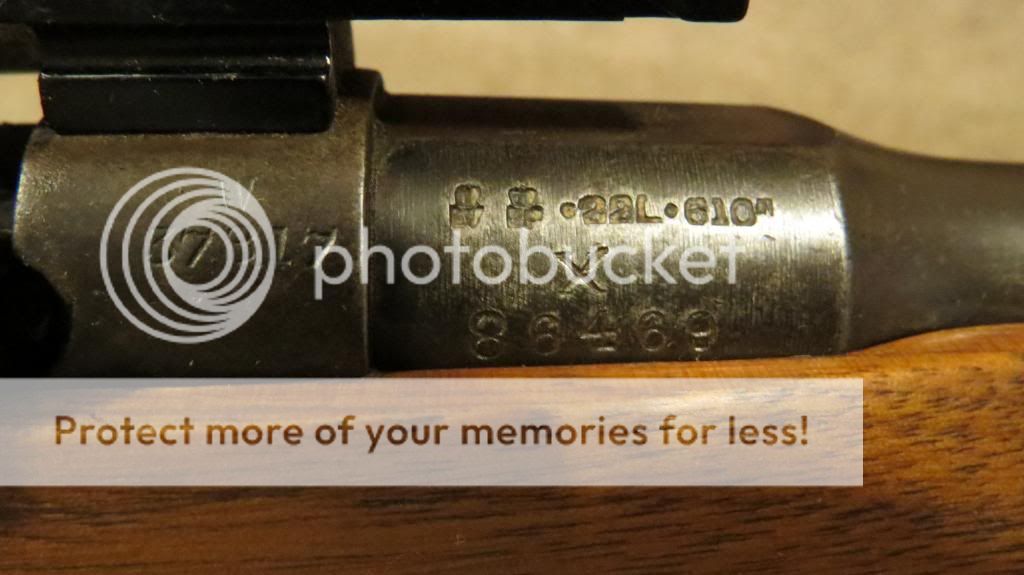 .22L.610"
photobucket
86469
Protect more of your memories for less!